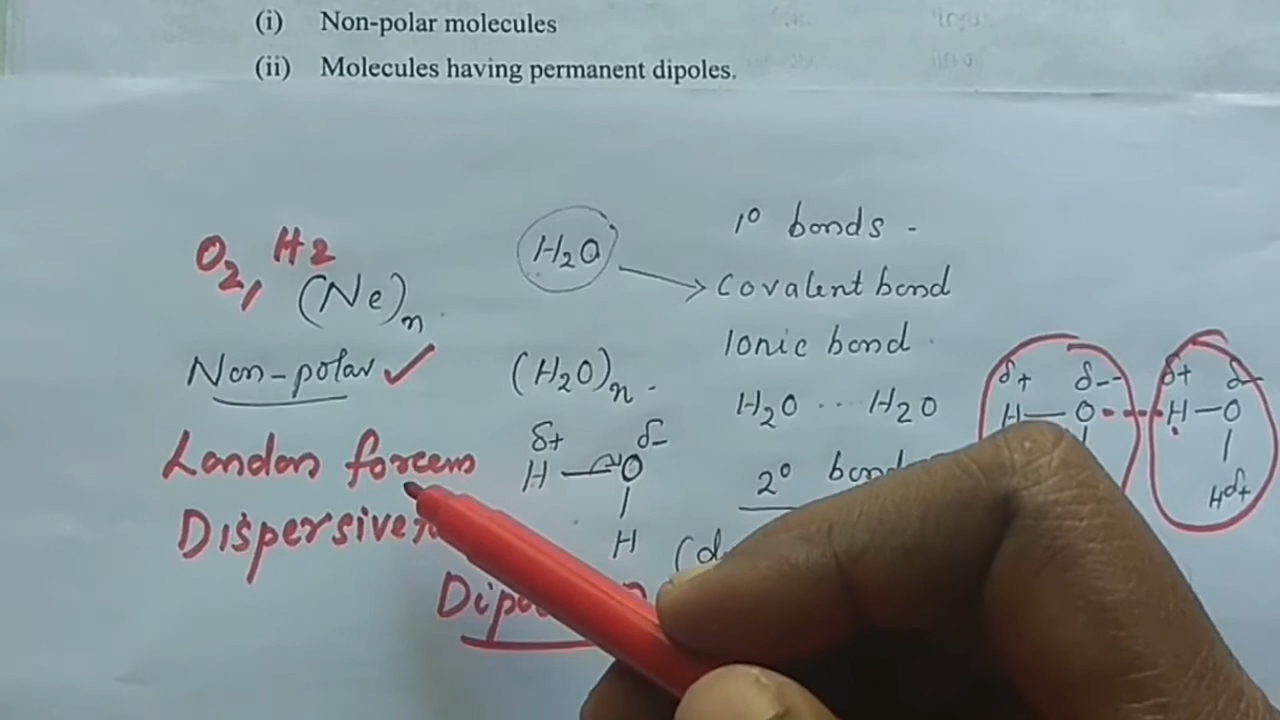 (i) Non-polar molecules
(ii) Molecules having permanent dipoles.
O2, H2
(Ne)n
Non-polar ✓
London forces
Dispersive
H2O
(H2O)n
δ+ δ-
H — O
H
1° bonds -
covalent bond
Ionic bond
H2O .... H2O
2°
δ+ δ- δ+ δ-
H — O H — O
Hδ+